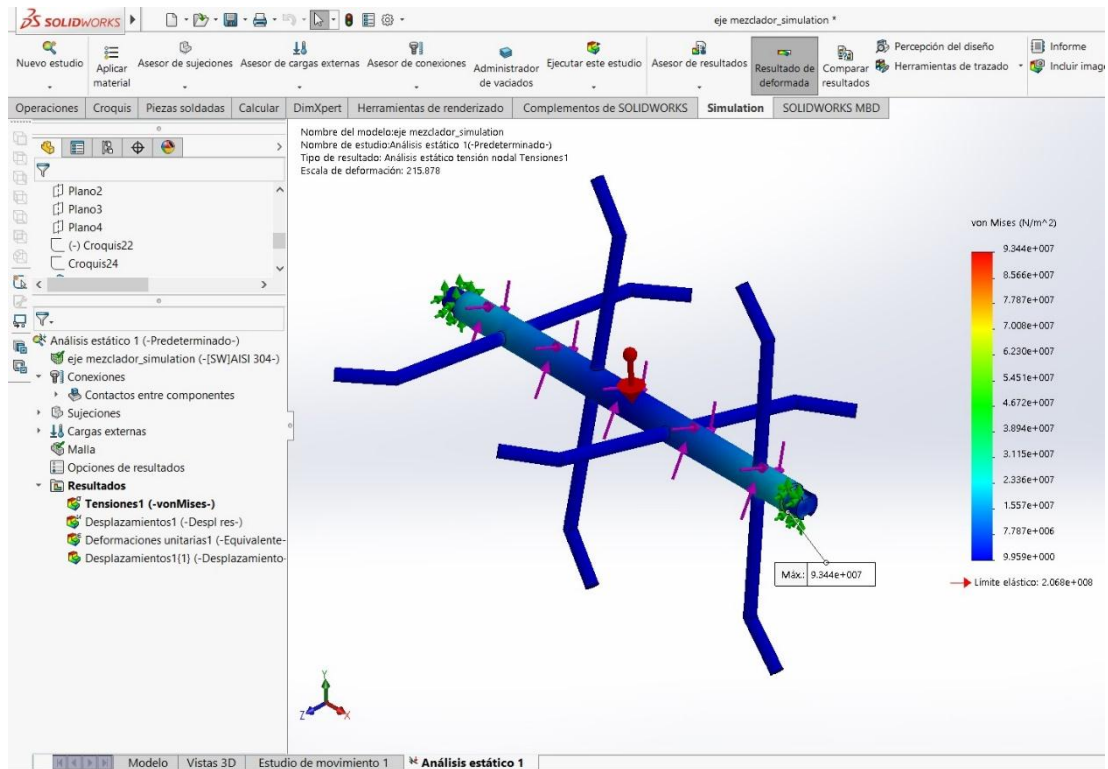 SOLIDWORKS
eje mezclador_simulation *
Nuevo estudio
Aplicar material
Asesor de sujeciones
Asesor de cargas externas
Asesor de conexiones
Administrador de vaciados
Ejecutar este estudio
Asesor de resultados
Resultado de deformada
Comparar resultados
Percepción del diseño
Herramientas de trazado
Informe
Incluir imag
Operaciones Croquis Piezas soldadas Calcular DimXpert Herramientas de renderizado Complementos de SOLIDWORKS Simulation SOLIDWORKS MBD
Plano2
Plano3
Plano4
(-) Croquis22
Croquis24
Análisis estático 1 (-Predeterminado-)
eje mezclador_simulation (-[SW]AISI 304-)
Conexiones
Contactos entre componentes
Sujeciones
Cargas externas
Malla
Opciones de resultados
Resultados
Tensiones1 (-vonMises-)
Desplazamientos1 (-Despl res-)
Deformaciones unitarias1 (-Equivalente-
Desplazamientos1{1} (-Desplazamiento-
Nombre del modelo:eje mezclador_simulation
Nombre de estudio:Análisis estático 1(-Predeterminado-)
Tipo de resultado: Análisis estático tensión nodal Tensiones1
Escala de deformación: 215.878
von Mises (N/m^2)
9.344e+007
8.566e+007
7.787e+007
7.008e+007
6.230e+007
5.451e+007
4.672e+007
3.894e+007
3.115e+007
2.336e+007
1.557e+007
7.787e+006
9.959e+000
Límite elástico: 2.068e+008
Máx.: 9.344e+007
Y
Z
X
Modelo Vistas 3D Estudio de movimiento 1 Análisis estático 1